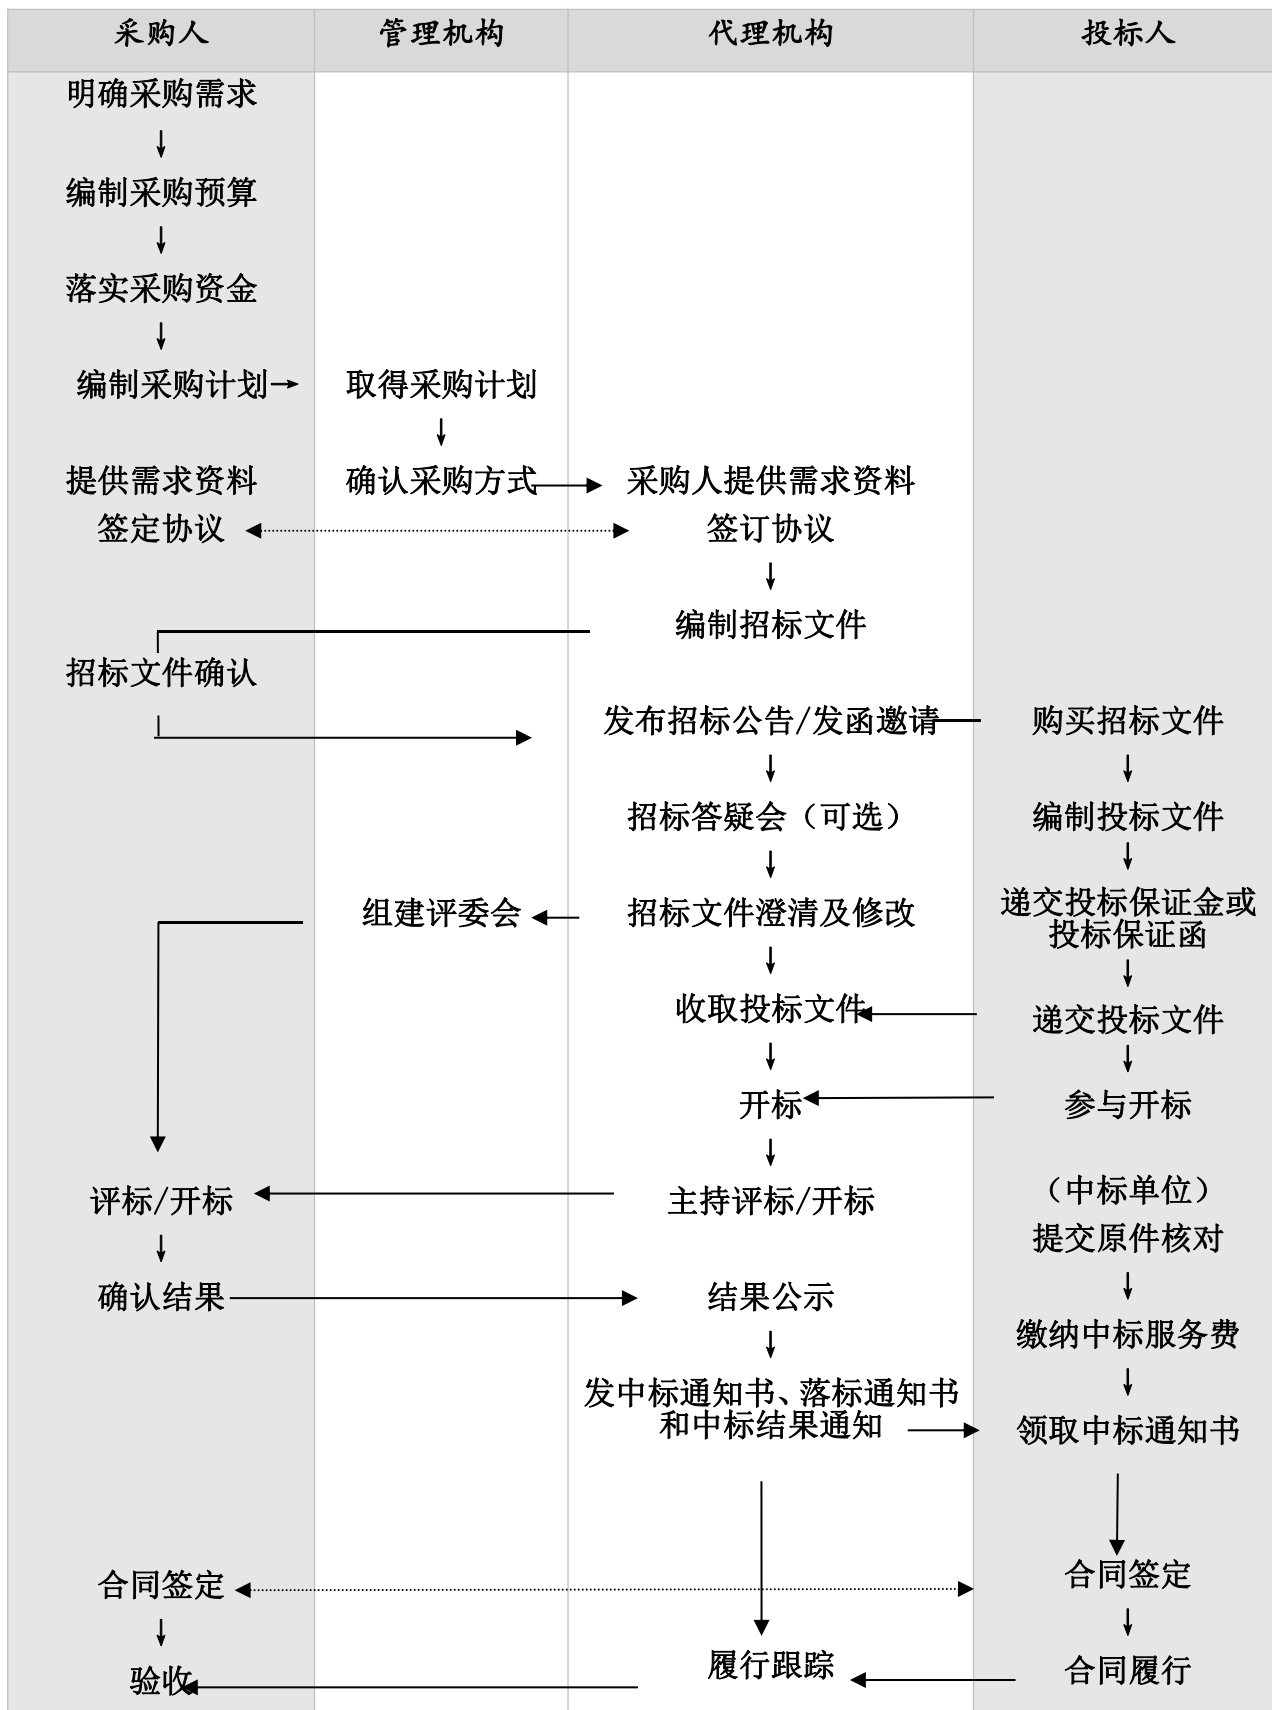 采购人 管理机构 代理机构 投标人
明确采购需求
编制采购预算
落实采购资金
编制采购计划 取得采购计划
提供需求资料 确认采购方式 采购人提供需求资料
签定协议 签订协议
编制招标文件
招标文件确认
发布招标公告/发函邀请 购买招标文件
招标答疑会（可选） 编制投标文件
组建评委会 招标文件澄清及修改 递交投标保证金或
投标保证函
收取投标文件 递交投标文件
开标 参与开标
评标/开标 主持评标/开标 （中标单位）
提交原件核对
确认结果 结果公示
缴纳中标服务费
发中标通知书、落标通知书
和中标结果通知 领取中标通知书
合同签定 合同签定
验收 履行跟踪 合同履行